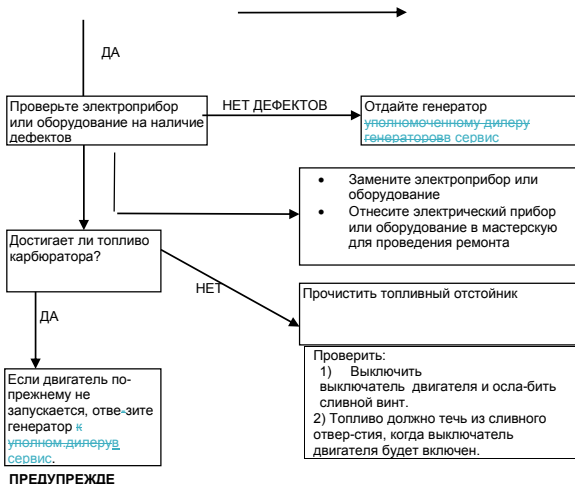 ДА
Проверьте электроприбор
или оборудование на наличие
дефектов
НЕТ ДЕФЕКТОВ
Отдайте генератор
уполномоченному дилеру
генераторовв сервис
• Замените электроприбор или
оборудование
• Отнесите электрический прибор
или оборудование в мастерскую
для проведения ремонта
Достигает ли топливо
карбюратора?
НЕТ
Прочистить топливный отстойник
ДА
Проверить:
1) Выключить
выключатель двигателя и осла-бить
сливной винт.
2) Топливо должно течь из сливного
отвер-стия, когда выключатель
двигателя будет включен.
Если двигатель по-
прежнему не
запускается, отве-зите
генератор к
уполном.дилерув
сервис.
ПРЕДУПРЕЖДЕ